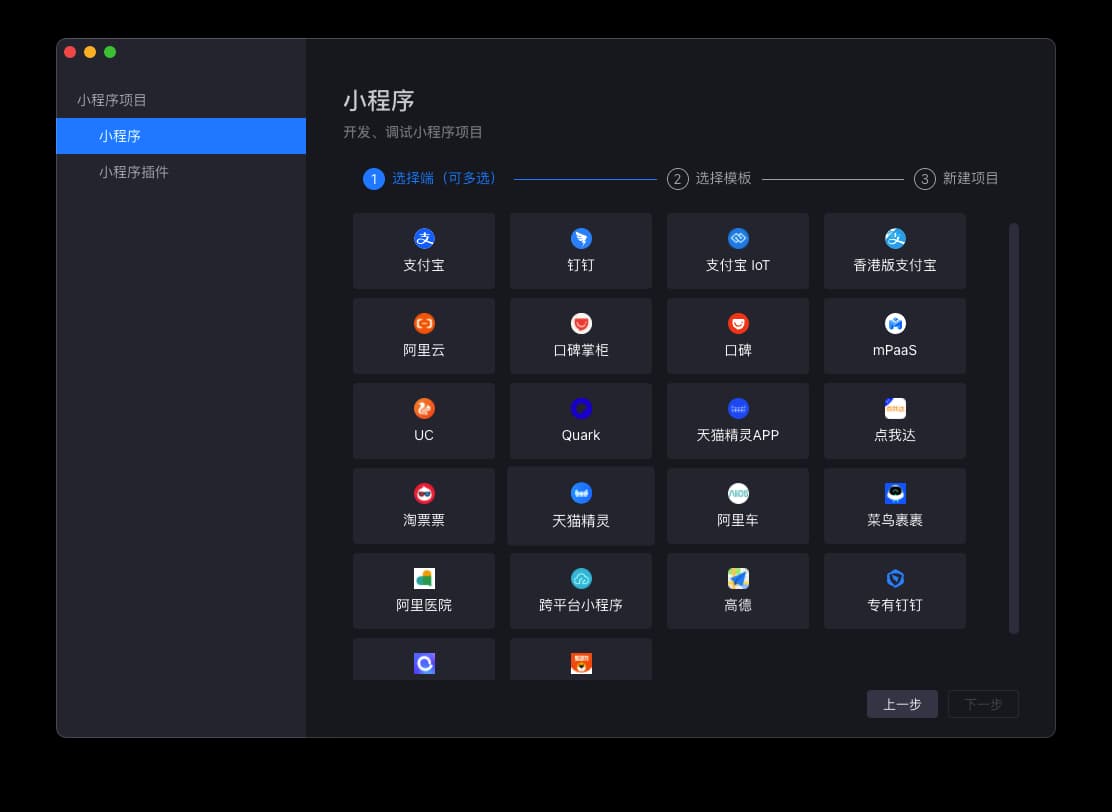 小程序项目
小程序
小程序插件
小程序
开发、调试小程序项目
1 选择端（可多选）
2 选择模板
3 新建项目
支付宝
钉钉
支付宝 IoT
香港版支付宝
阿里云
口碑掌柜
口碑
mPaaS
UC
Quark
天猫精灵APP
点我达
淘票票
天猫精灵
阿里车
菜鸟裹裹
阿里医院
跨平台小程序
高德
专有钉钉
上一步
下一步